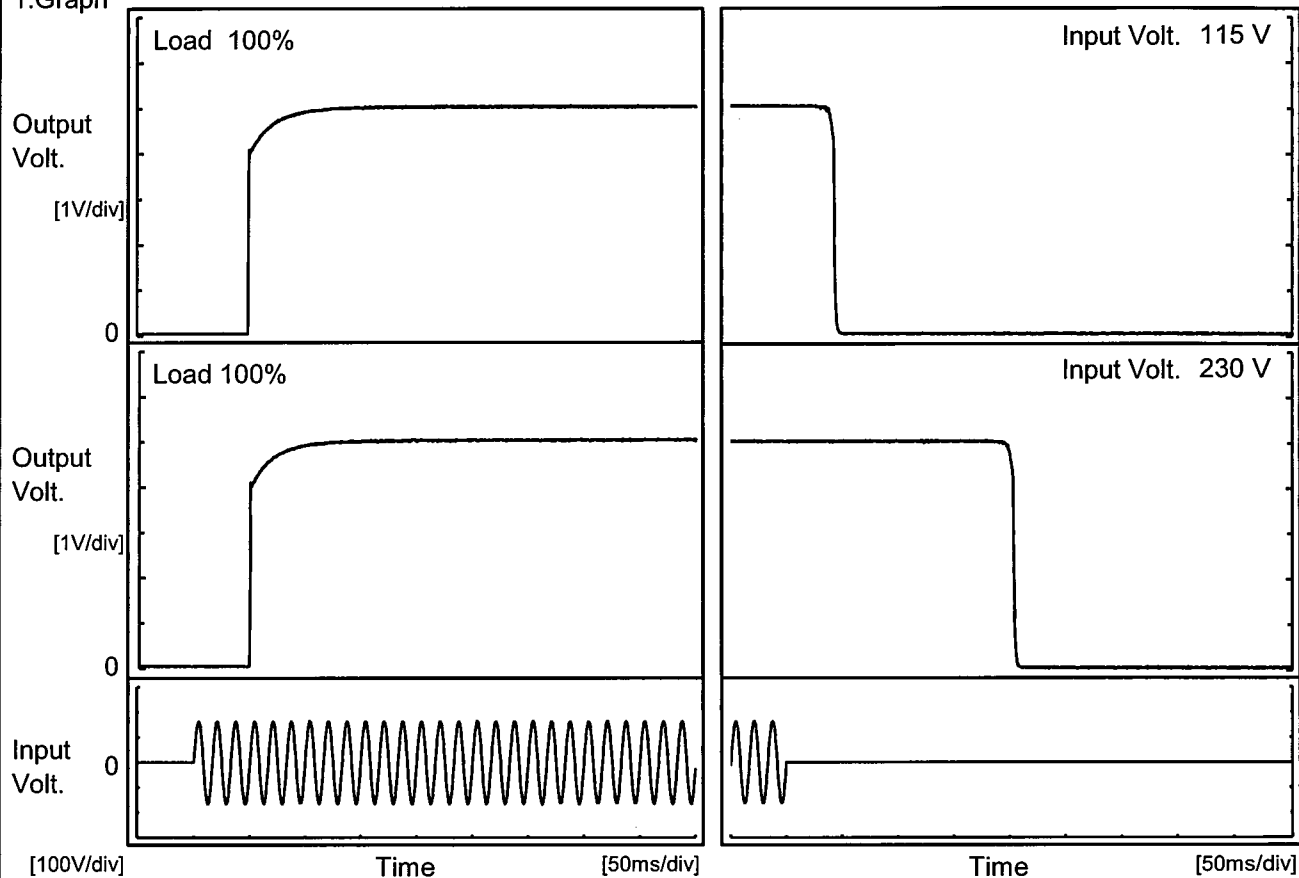 1.Graph
Load 100%
Input Volt. 115 V
Output
Volt.
[1V/div]
0
Load 100%
Input Volt. 230 V
Output
Volt.
[1V/div]
0
Input
Volt.
0
[100V/div]
Time
[50ms/div]
Time
[50ms/div]